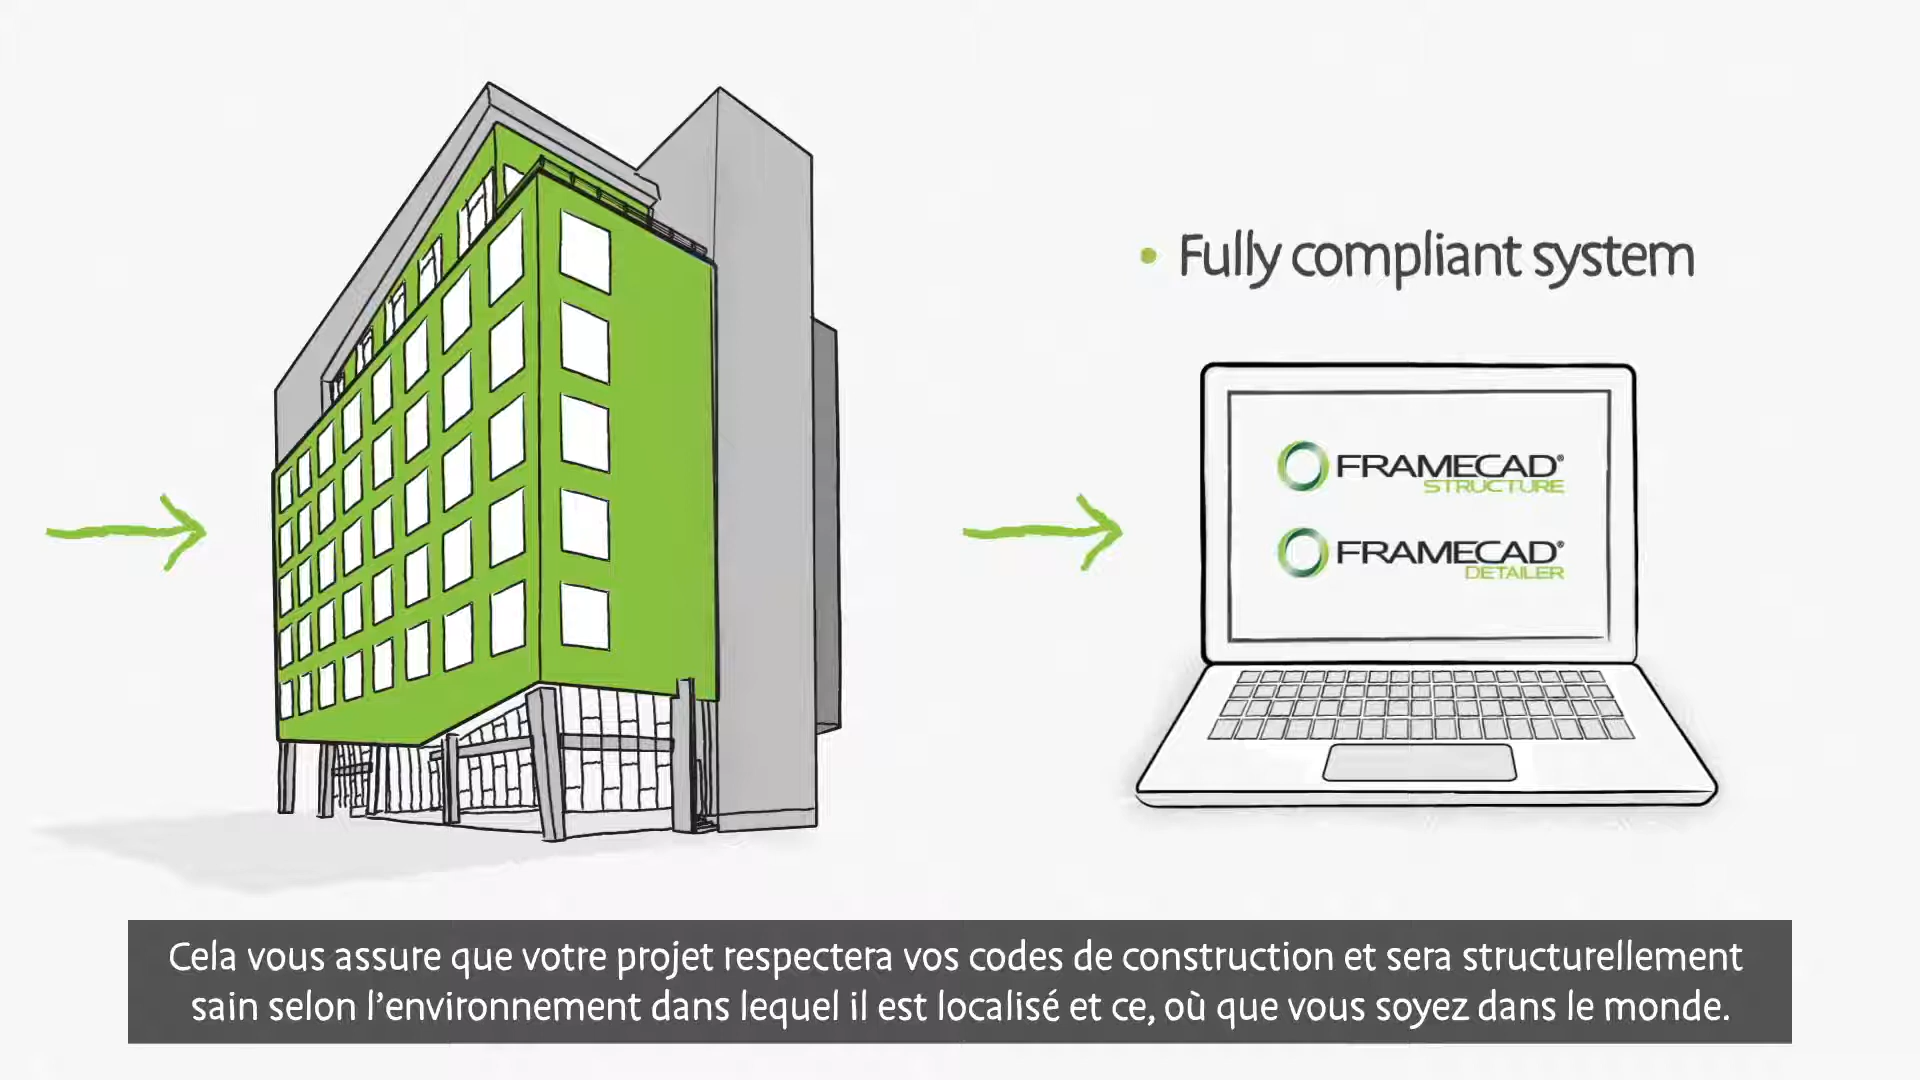 • Fully compliant system
FRAMECAD®
STRUCTURE
FRAMECAD®
DETAILER
Cela vous assure que votre projet respectera vos codes de construction et sera structurellement
sain selon l’environnement dans lequel il est localisé et ce, où que vous soyez dans le monde.